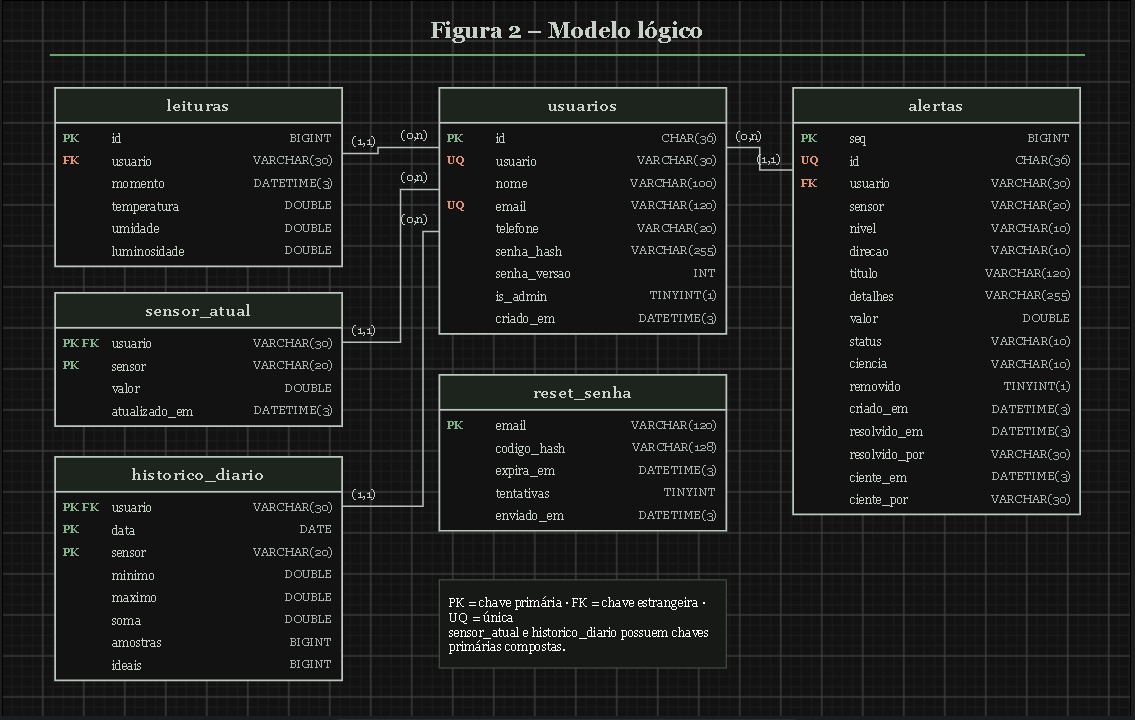 Figura 2 – Modelo lógico
leituras
PK id BIGINT
FK usuario VARCHAR(30)
momento DATETIME(3)
temperatura DOUBLE
umidade DOUBLE
luminosidade DOUBLE
(1,1)
(0,n)
usuarios
PK id CHAR(36)
UQ usuario VARCHAR(30)
nome VARCHAR(100)
UQ email VARCHAR(120)
telefone VARCHAR(20)
senha_hash VARCHAR(255)
senha_versao INT
is_admin TINYINT(1)
criado_em DATETIME(3)
(0,n)
(0,n)
(0,n)
(1,1)
alertas
PK seq BIGINT
UQ id CHAR(36)
FK usuario VARCHAR(30)
sensor VARCHAR(20)
nivel VARCHAR(10)
direcao VARCHAR(10)
titulo VARCHAR(120)
detalhes VARCHAR(255)
valor DOUBLE
status VARCHAR(10)
ciencia VARCHAR(10)
removido TINYINT(1)
criado_em DATETIME(3)
resolvido_em DATETIME(3)
resolvido_por VARCHAR(30)
ciente_em DATETIME(3)
ciente_por VARCHAR(30)
sensor_atual
PK FK usuario VARCHAR(30)
PK sensor VARCHAR(20)
valor DOUBLE
atualizado_em DATETIME(3)
(1,1)
reset_senha
PK email VARCHAR(120)
codigo_hash VARCHAR(128)
expira_em DATETIME(3)
tentativas TINYINT
enviado_em DATETIME(3)
historico_diario
PK FK usuario VARCHAR(30)
PK data DATE
PK sensor VARCHAR(20)
minimo DOUBLE
maximo DOUBLE
soma DOUBLE
amostras BIGINT
ideais BIGINT
(1,1)
PK = chave primária · FK = chave estrangeira ·
UQ = única
sensor_atual e historico_diario possuem chaves
primárias compostas.